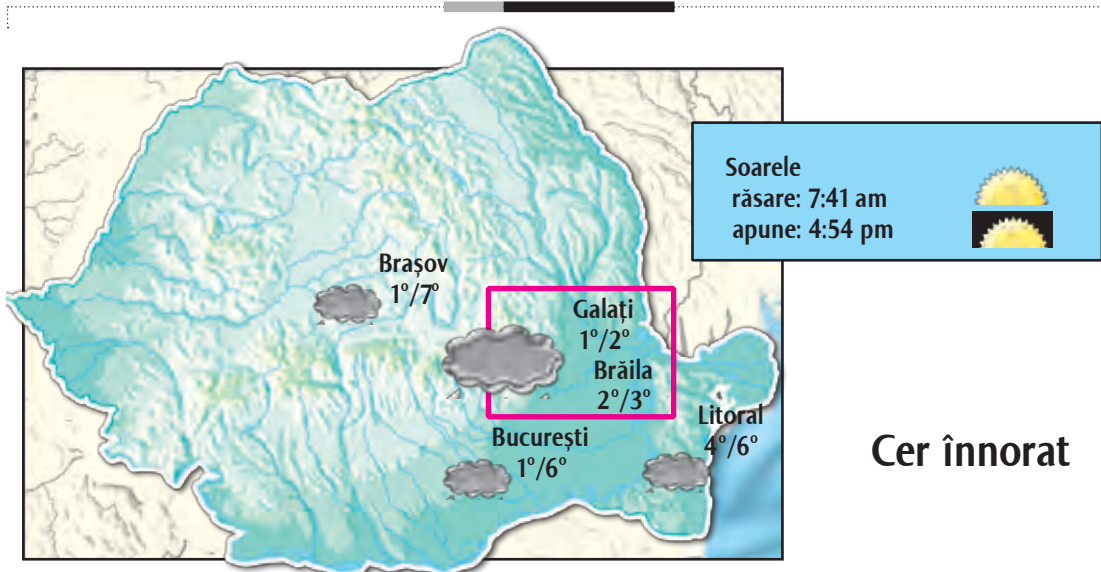 Soarele
răsare: 7:41 am
apune: 4:54 pm
Brașov
1°/7°
Galați
1°/2°
Brăila
2°/3°
Litoral
4°/6°
București
1°/6°
Cer înnorat